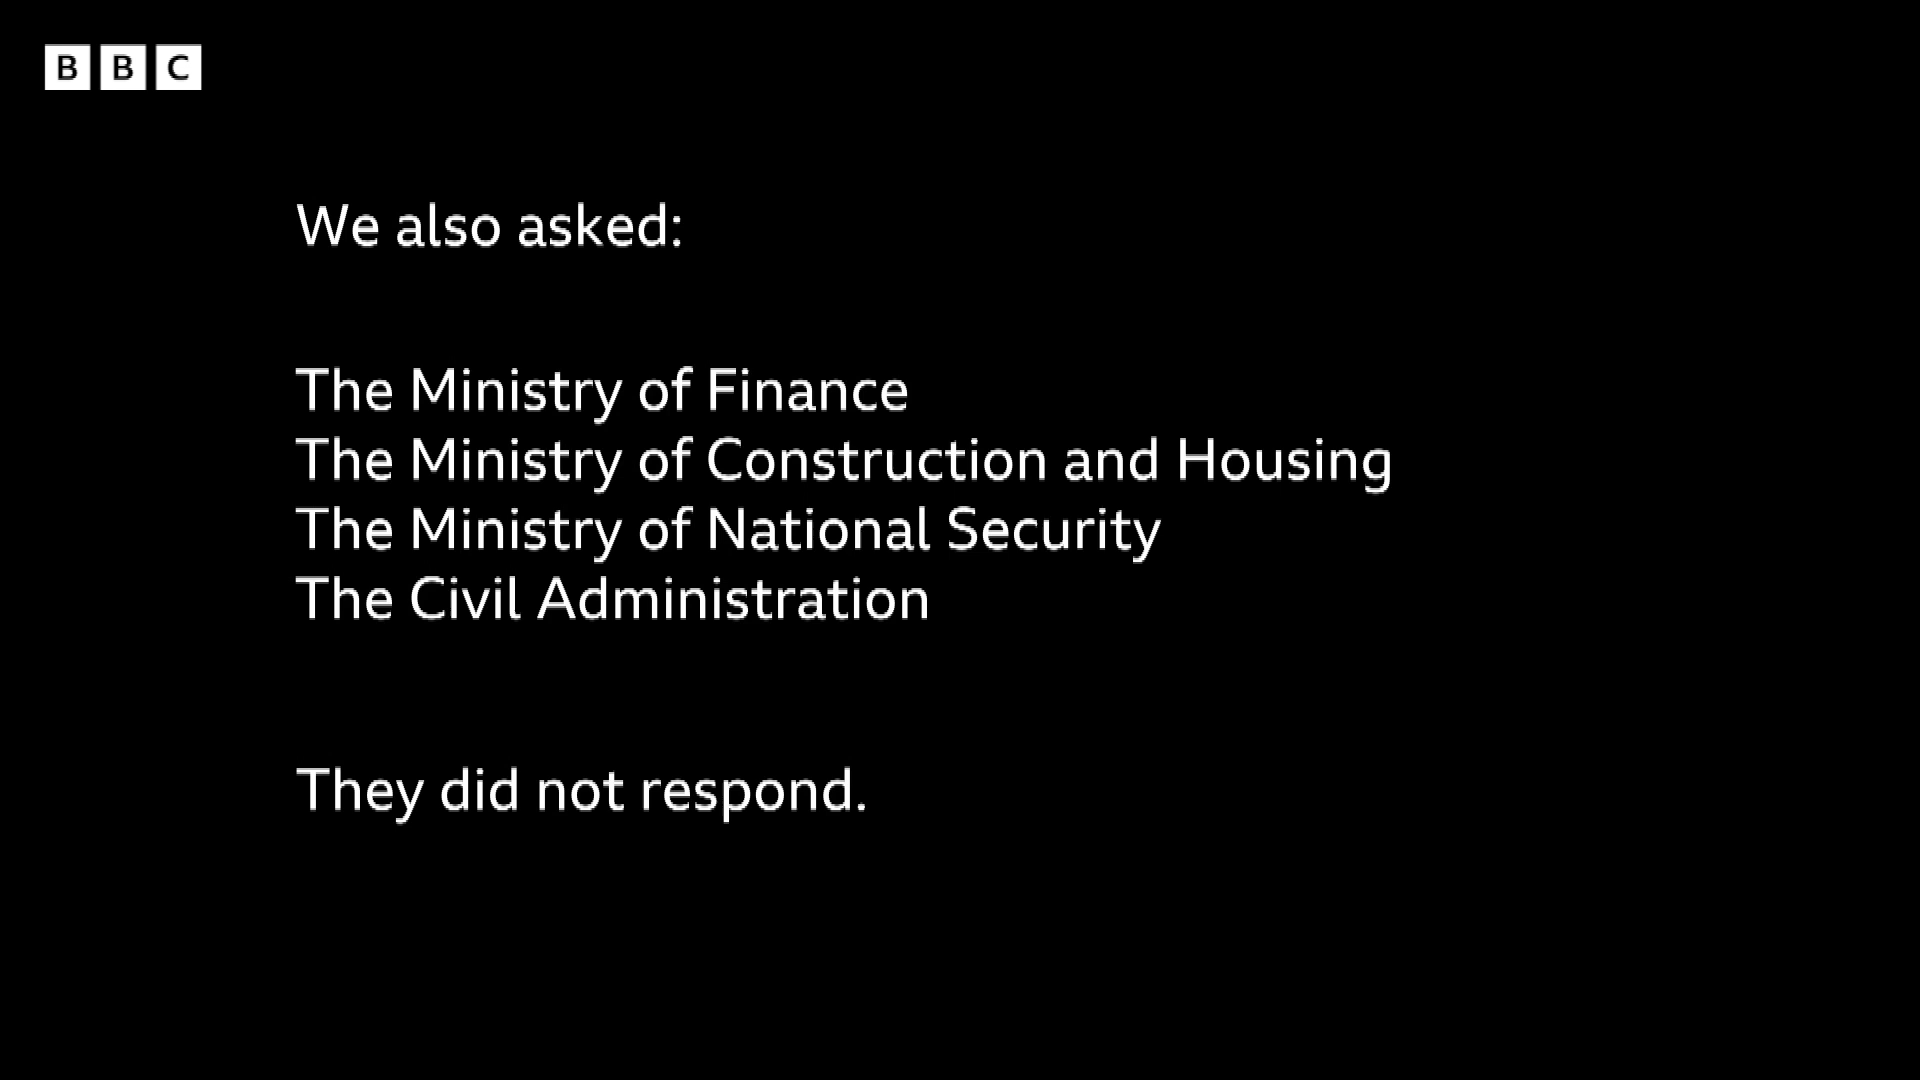 BBC
We also asked:
The Ministry of Finance
The Ministry of Construction and Housing
The Ministry of National Security
The Civil Administration
They did not respond.